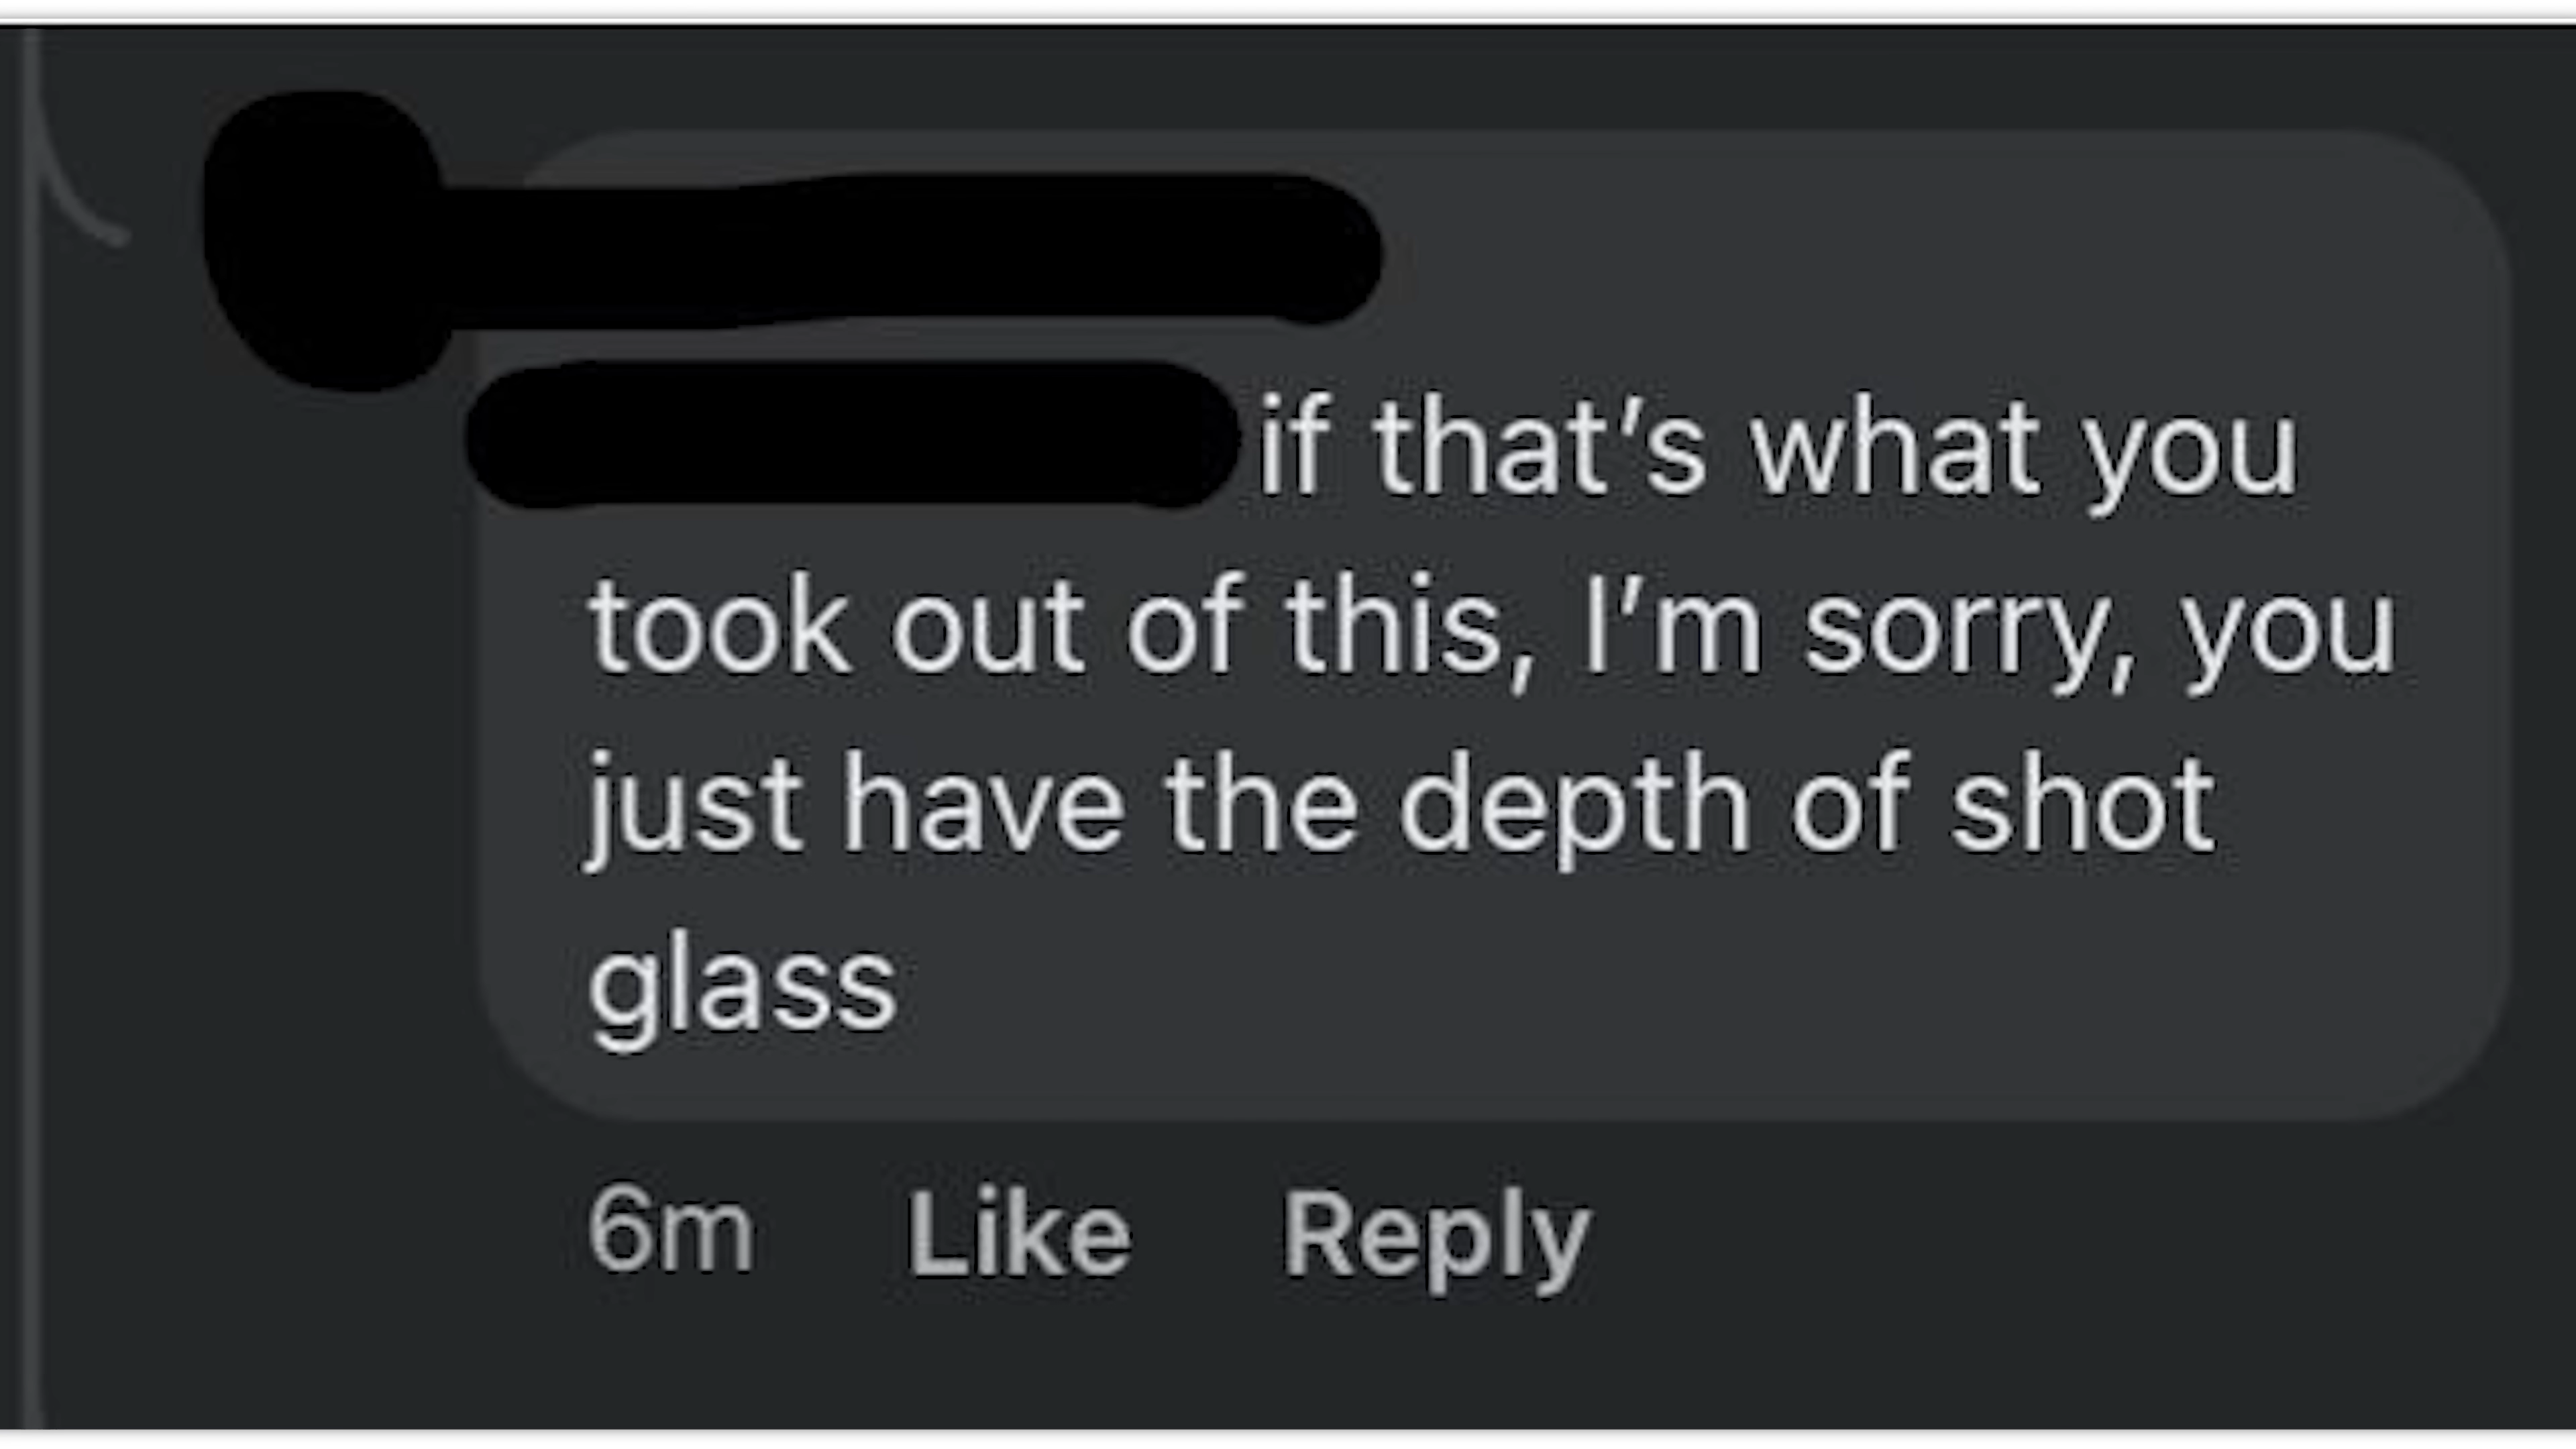 if that’s what you
took out of this, I’m sorry, you
just have the depth of shot
glass
6m Like Reply